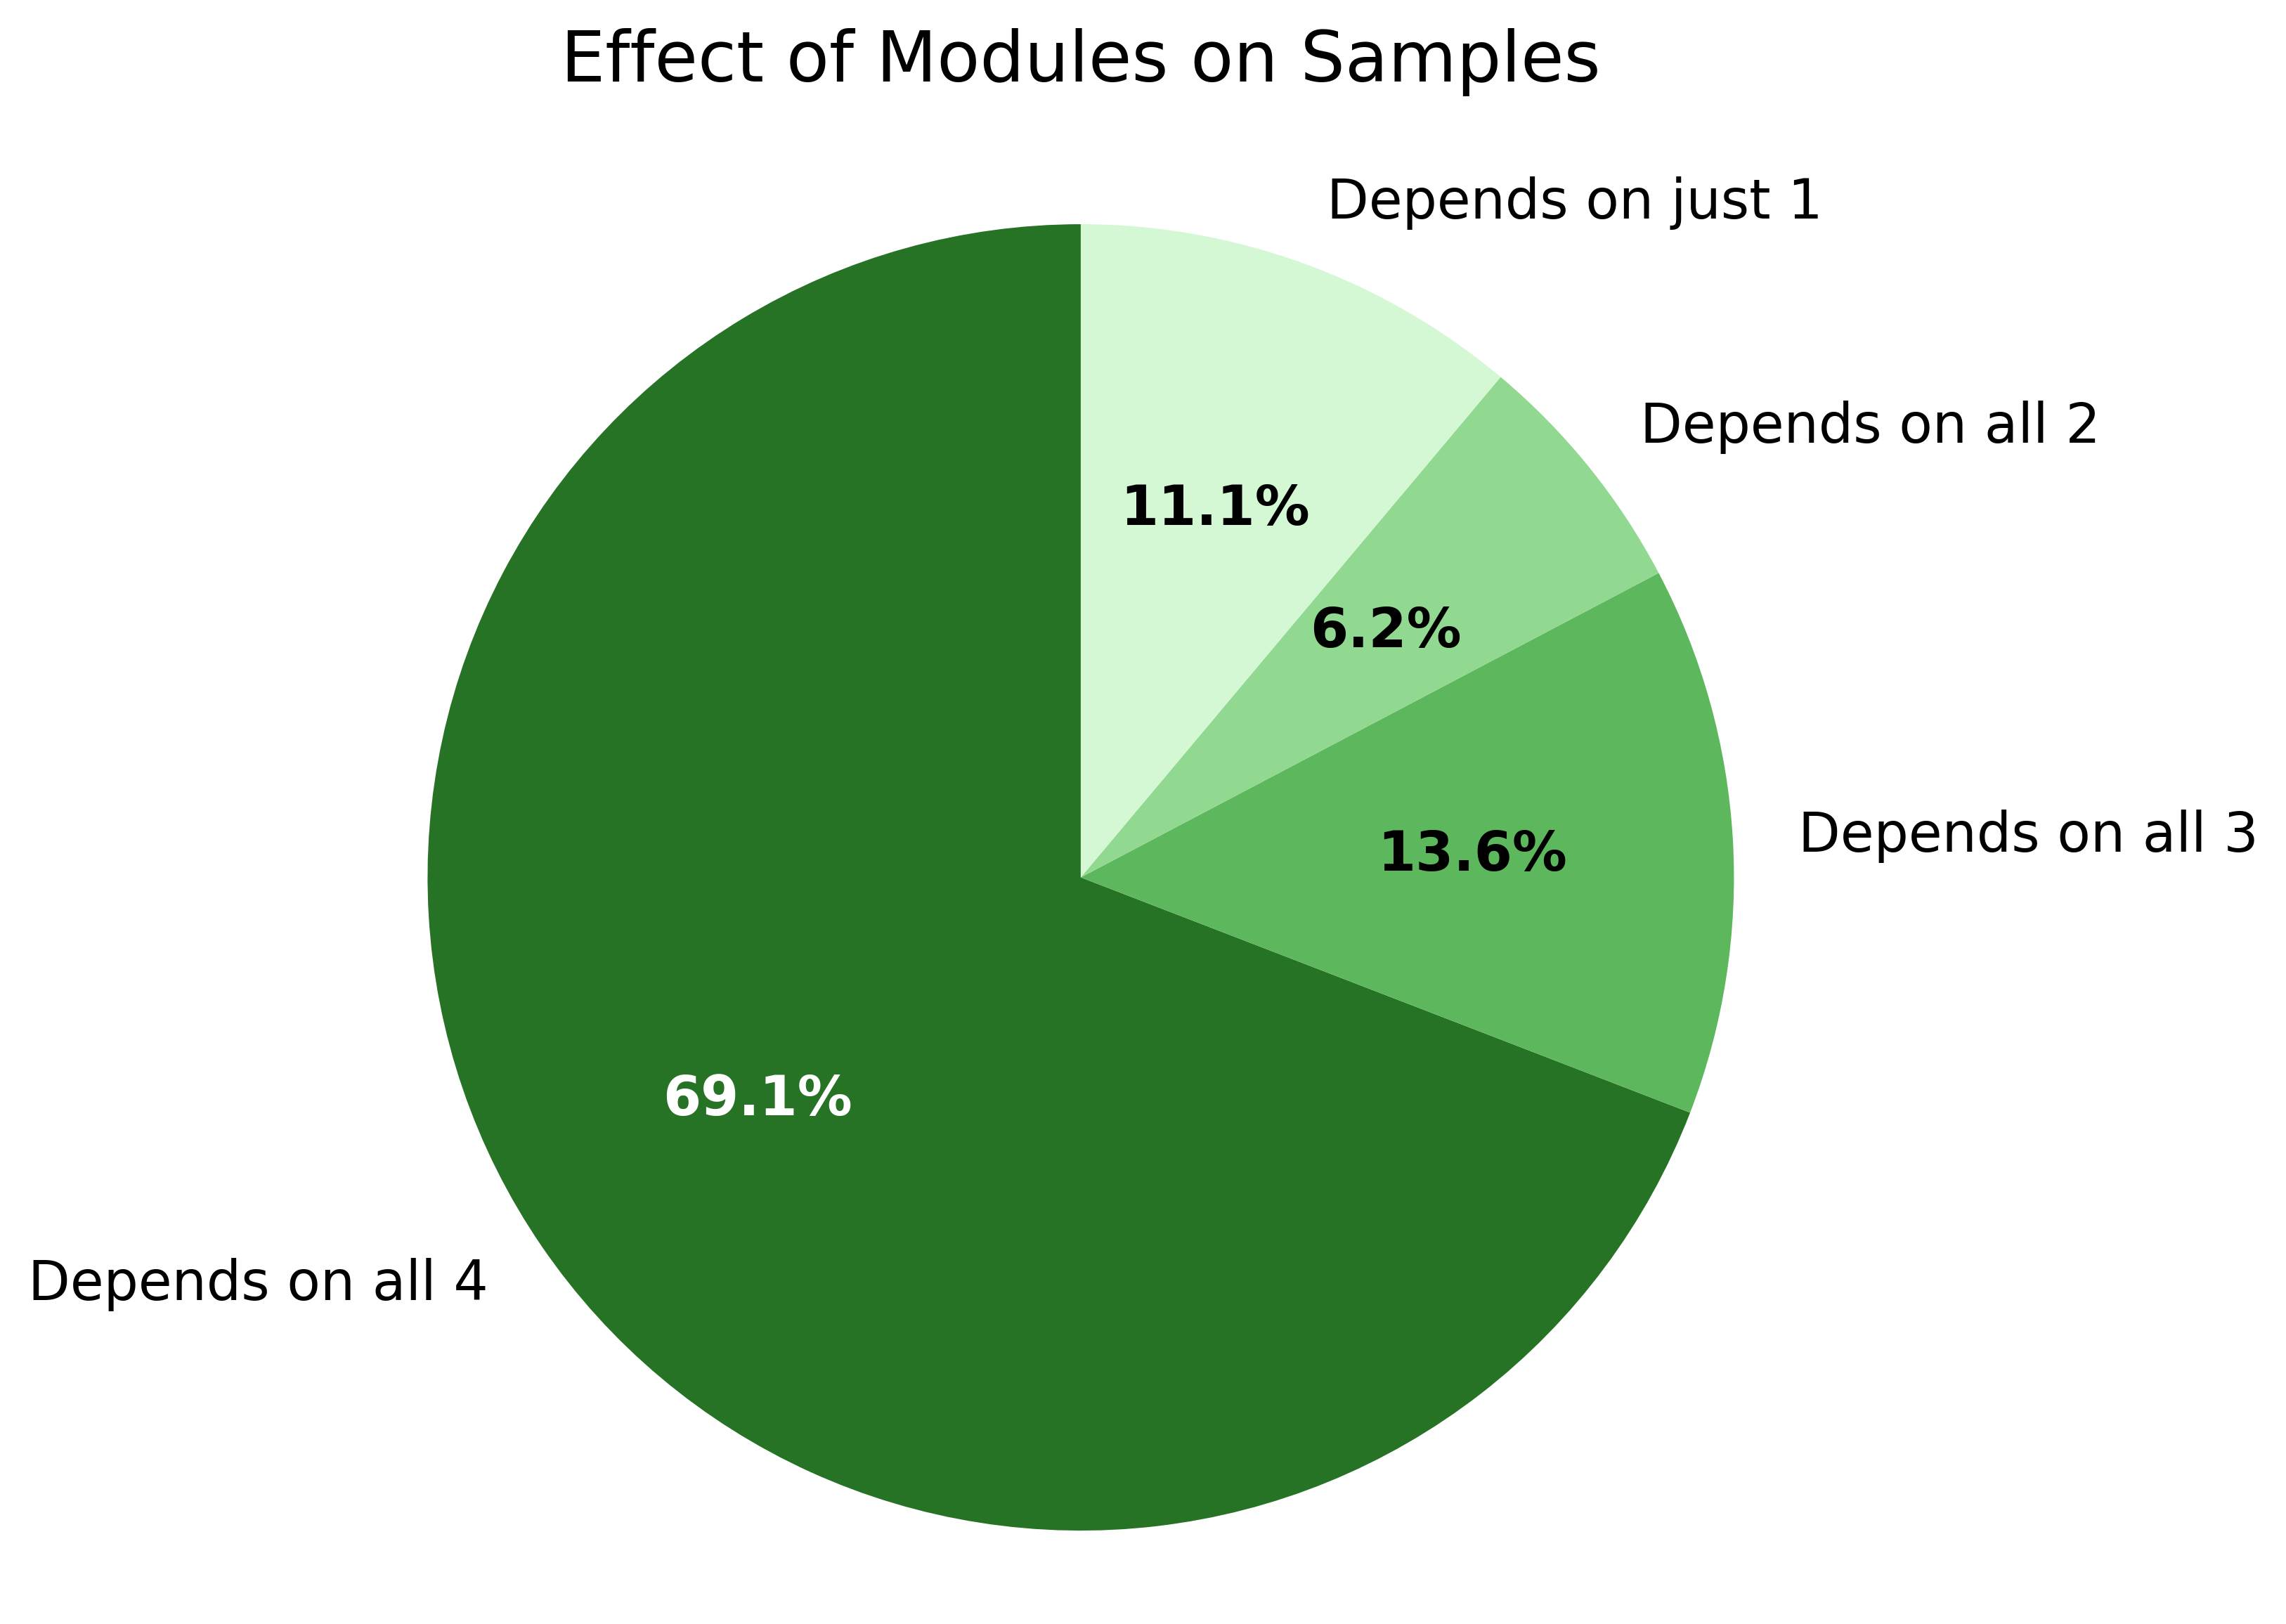 Effect of Modules on Samples
Depends on just 1
Depends on all 2
11.1%
6.2%
Depends on all 3
13.6%
69.1%
Depends on all 4